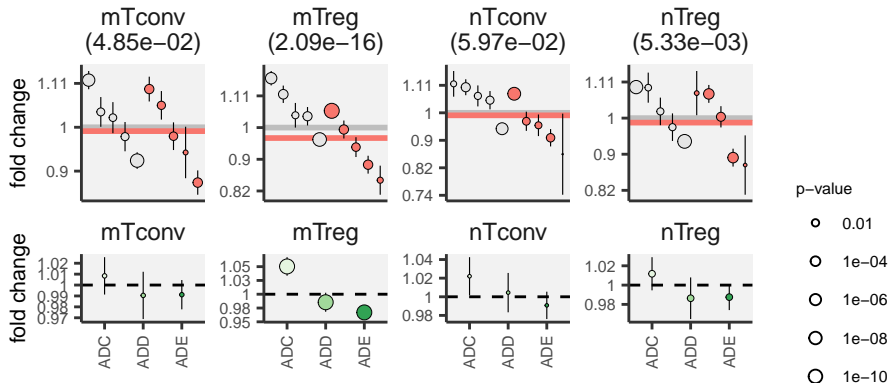 mTconv
(4.85e−02)
mTreg
(2.09e−16)
nTconv
(5.97e−02)
nTreg
(5.33e−03)
fold change
1.11
1
0.9
1.11
1
0.9
0.82
1.11
1
0.9
0.82
0.74
1.11
1
0.9
0.82
mTconv
mTreg
nTconv
nTreg
fold change
1.02
1.01
1
0.99
0.98
0.97
1.05
1.03
1
0.98
0.95
1.04
1.02
1
0.98
1.02
1
0.98
ADC
ADD
ADE
ADC
ADD
ADE
ADC
ADD
ADE
ADC
ADD
ADE
p−value
0.01
1e−04
1e−06
1e−08
1e−10